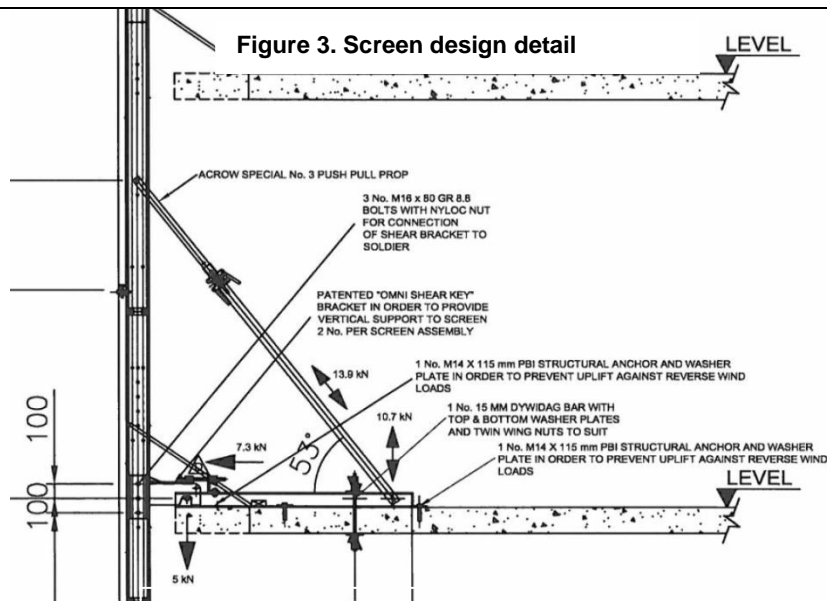 Figure 3. Screen design detail
LEVEL
ACROW SPECIAL No. 3 PUSH PULL PROP
3 No. M16 x 80 GR 8.8
BOLTS WITH NYLOC NUT
FOR CONNECTION
OF SHEAR BRACKET TO
SOLDIER
PATENTED "OMNI SHEAR KEY"
BRACKET IN ORDER TO PROVIDE
VERTICAL SUPPORT TO SCREEN
2 No. PER SCREEN ASSEMBLY
1 No. M14 X 115 mm PBI STRUCTURAL ANCHOR AND WASHER
PLATE IN ORDER TO PREVENT UPLIFT AGAINST REVERSE WIND
LOADS
13.9 kN
10.7 kN
1 No. 15 MM DYWIDAG BAR WITH
TOP & BOTTOM WASHER PLATES
AND TWIN WING NUTS TO SUIT
1 No. M14 X 115 mm PBI STRUCTURAL ANCHOR AND WASHER
PLATE IN ORDER TO PREVENT UPLIFT AGAINST REVERSE WIND
LOADS
100
7.3 kN
53°
LEVEL
100
5 kN